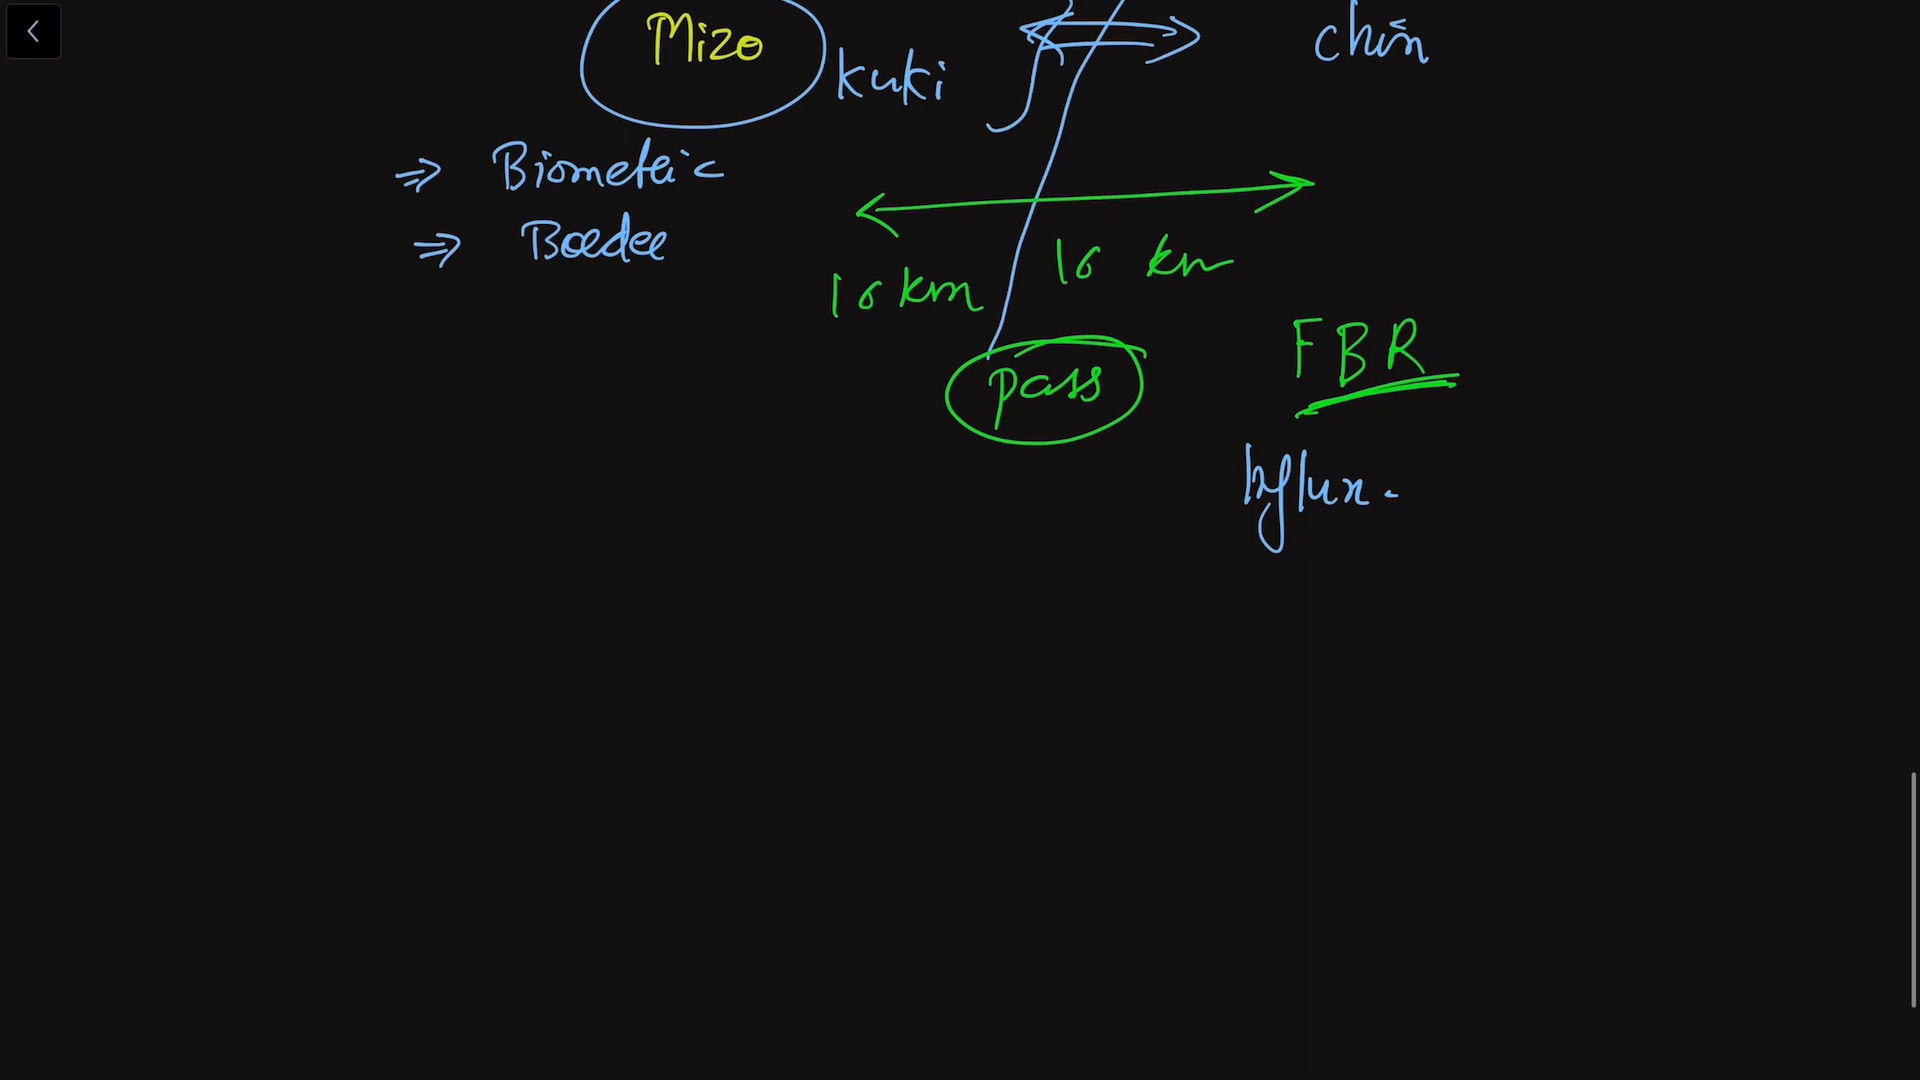 Mizo
kuki
chin
⇒ Biometric
⇒ Border
16 km
16 km
pass
FBR
Influx.